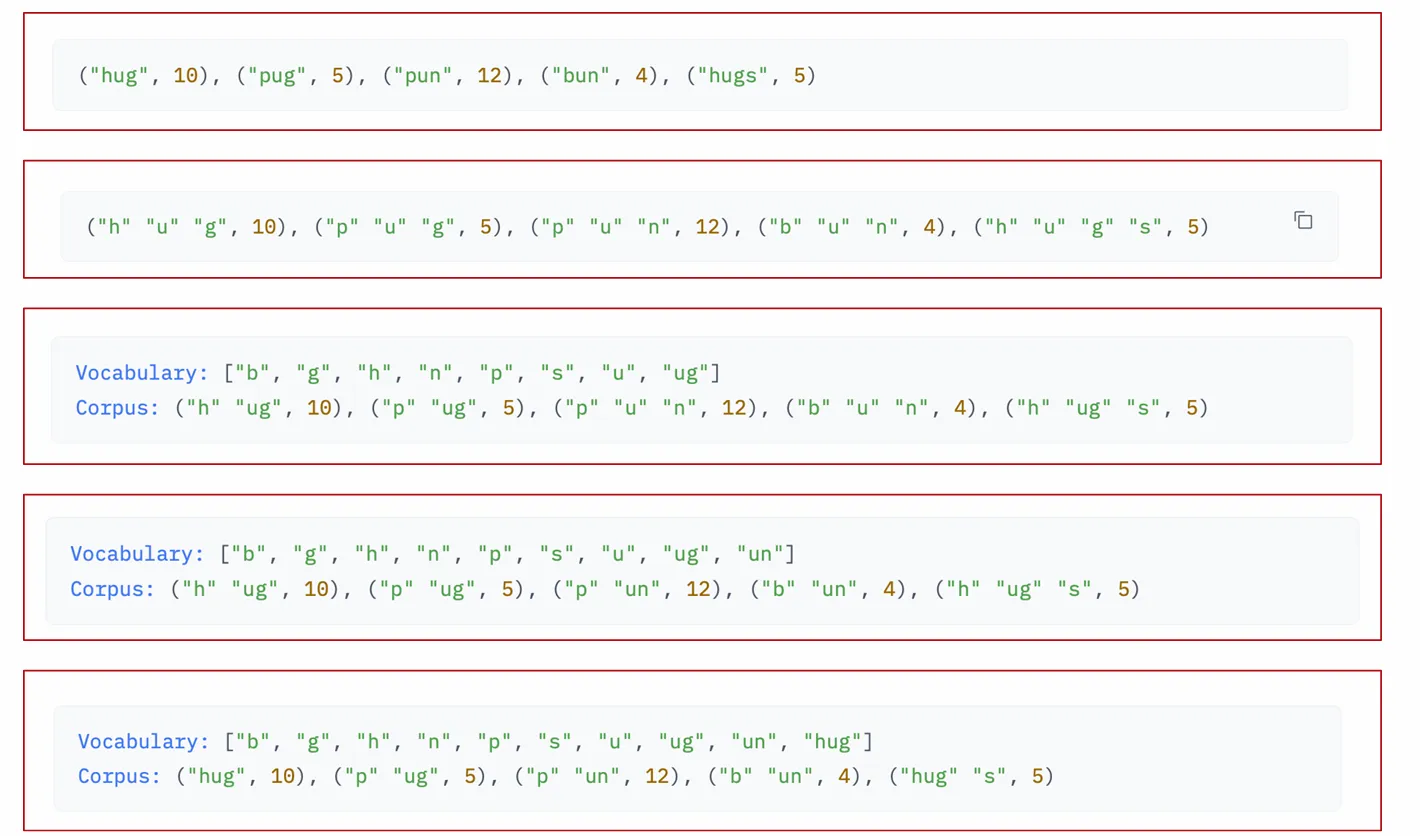 ("hug", 10), ("pug", 5), ("pun", 12), ("bun", 4), ("hugs", 5)
("h" "u" "g", 10), ("p" "u" "g", 5), ("p" "u" "n", 12), ("b" "u" "n", 4), ("h" "u" "g" "s", 5)
Vocabulary: ["b", "g", "h", "n", "p", "s", "u", "ug"]
Corpus: ("h" "ug", 10), ("p" "ug", 5), ("p" "u" "n", 12), ("b" "u" "n", 4), ("h" "ug" "s", 5)
Vocabulary: ["b", "g", "h", "n", "p", "s", "u", "ug", "un"]
Corpus: ("h" "ug", 10), ("p" "ug", 5), ("p" "un", 12), ("b" "un", 4), ("h" "ug" "s", 5)
Vocabulary: ["b", "g", "h", "n", "p", "s", "u", "ug", "un", "hug"]
Corpus: ("hug", 10), ("p" "ug", 5), ("p" "un", 12), ("b" "un", 4), ("hug" "s", 5)